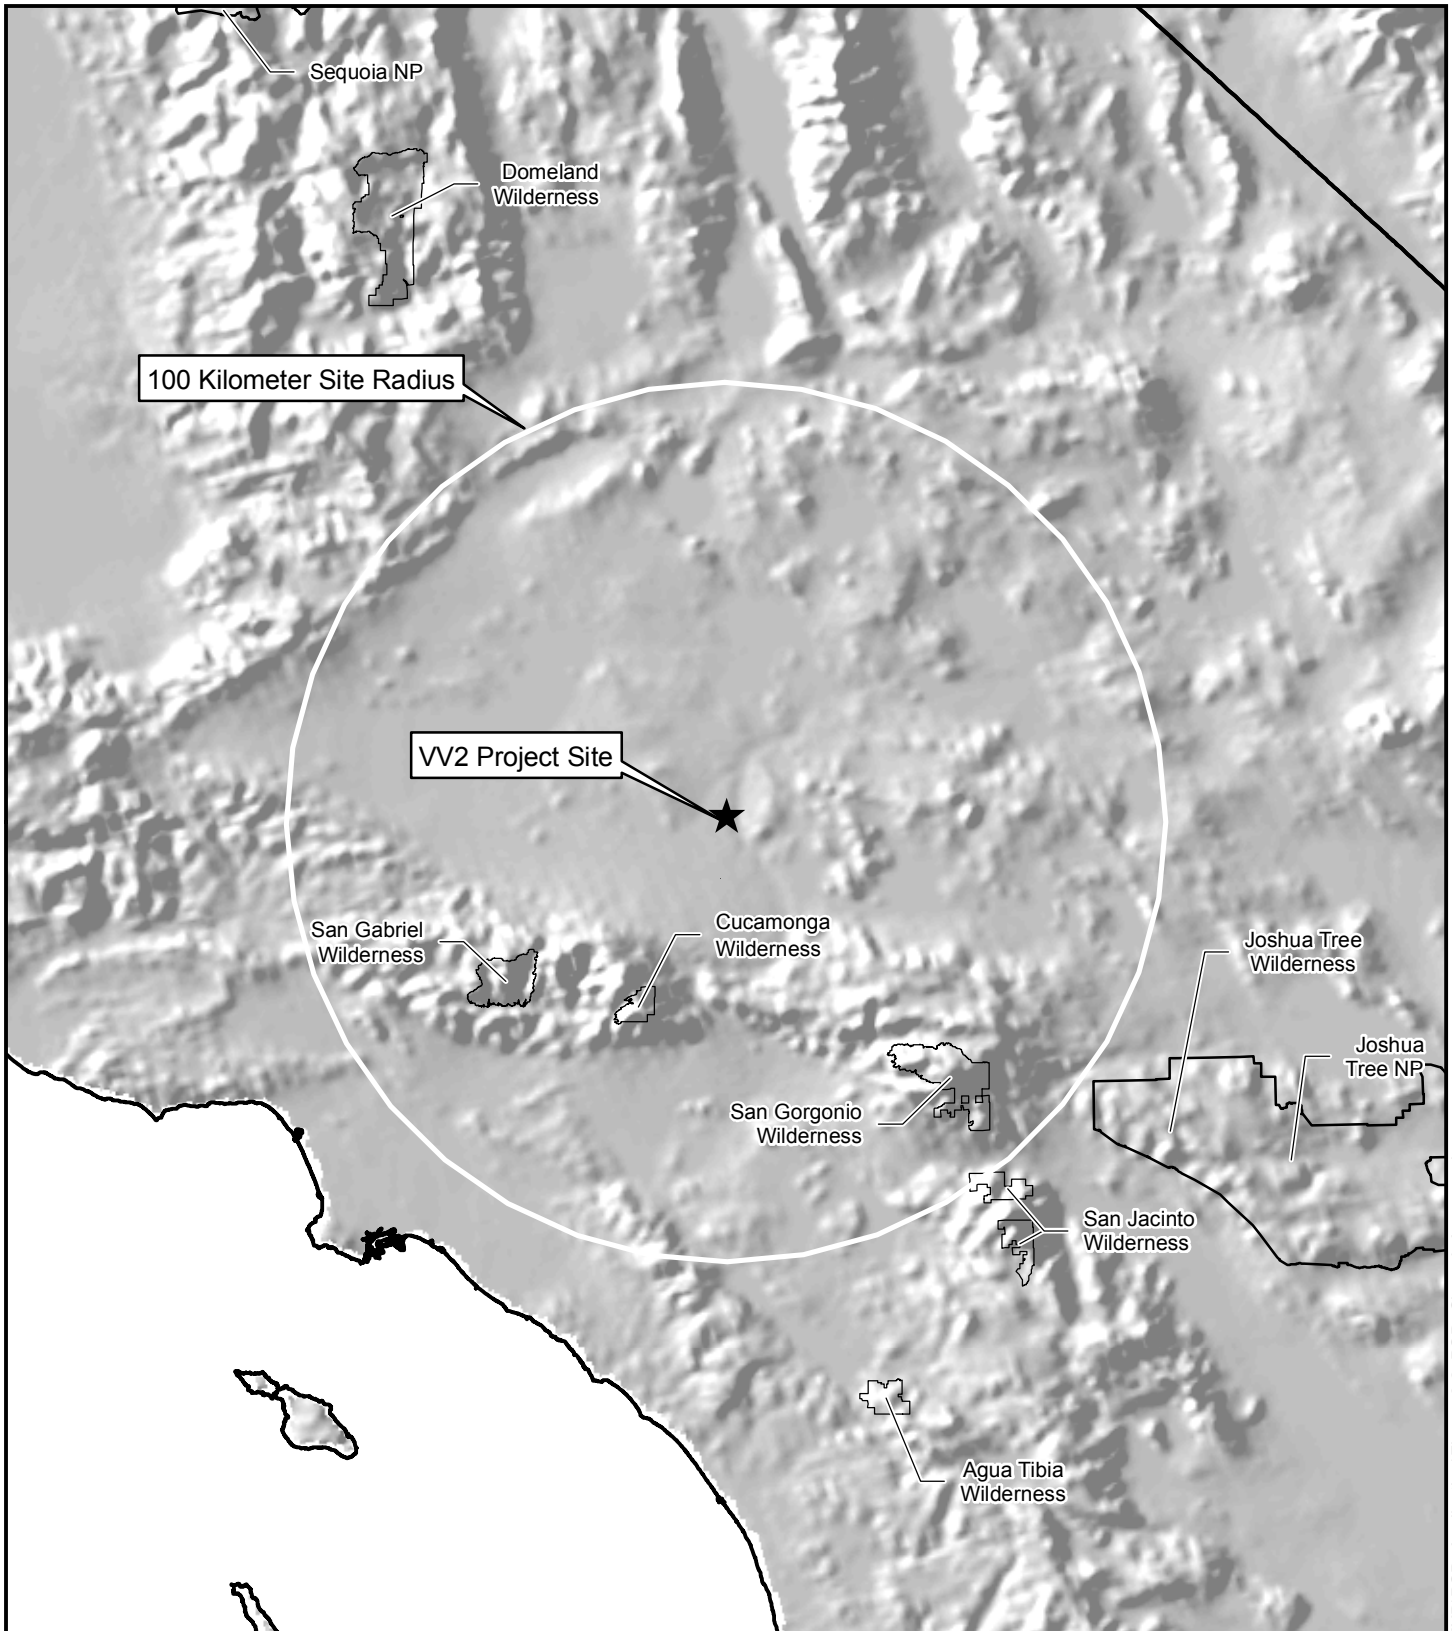 Sequoia NP
Domeland
Wilderness
100 Kilometer Site Radius
VV2 Project Site
San Gabriel
Wilderness
Cucamonga
Wilderness
Joshua Tree
Wilderness
Joshua
Tree NP
San Gorgonio
Wilderness
San Jacinto
Wilderness
Agua Tibia
Wilderness